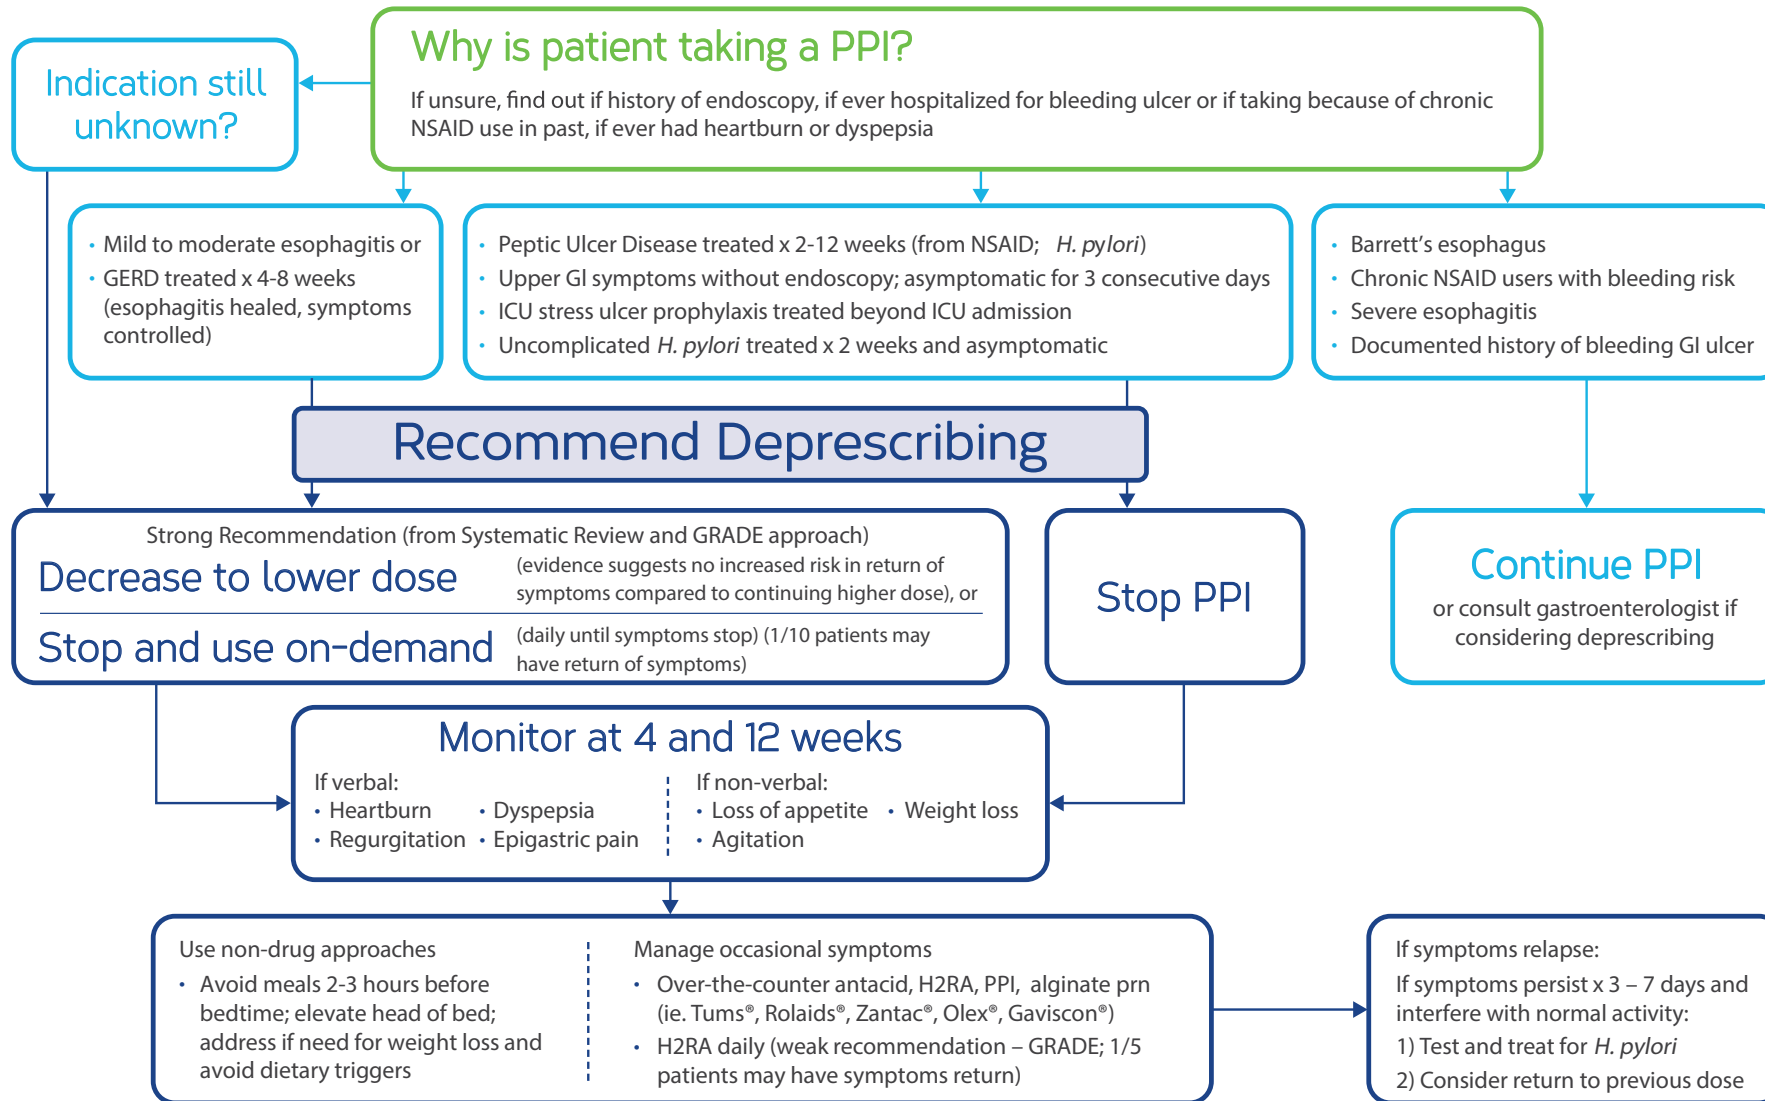 Why is patient taking a PPI?
If unsure, find out if history of endoscopy, if ever hospitalized for bleeding ulcer or if taking because of chronic
NSAID use in past, if ever had heartburn or dyspepsia
Indication still
unknown?
• Mild to moderate esophagitis or
• GERD treated x 4-8 weeks
(esophagitis healed, symptoms
controlled)
• Peptic Ulcer Disease treated x 2-12 weeks (from NSAID; H. pylori)
• Upper GI symptoms without endoscopy; asymptomatic for 3 consecutive days
• ICU stress ulcer prophylaxis treated beyond ICU admission
• Uncomplicated H. pylori treated x 2 weeks and asymptomatic
• Barrett's esophagus
• Chronic NSAID users with bleeding risk
• Severe esophagitis
• Documented history of bleeding GI ulcer
Recommend Deprescribing
Strong Recommendation (from Systematic Review and GRADE approach)
Decrease to lower dose
(evidence suggests no increased risk in return of
symptoms compared to continuing higher dose), or
Stop and use on-demand
(daily until symptoms stop) (1/10 patients may
have return of symptoms)
Stop PPI
Continue PPI
or consult gastroenterologist if
considering deprescribing
Monitor at 4 and 12 weeks
If verbal:
• Heartburn • Dyspepsia
• Regurgitation • Epigastric pain
If non-verbal:
• Loss of appetite • Weight loss
• Agitation
Use non-drug approaches
• Avoid meals 2-3 hours before
bedtime; elevate head of bed;
address if need for weight loss and
avoid dietary triggers
Manage occasional symptoms
• Over-the-counter antacid, H2RA, PPI, alginate prn
(ie. Tums®, Rolaids®, Zantac®, Olex®, Gaviscon®)
• H2RA daily (weak recommendation – GRADE; 1/5
patients may have symptoms return)
If symptoms relapse:
If symptoms persist x 3 – 7 days and
interfere with normal activity:
1) Test and treat for H. pylori
2) Consider return to previous dose